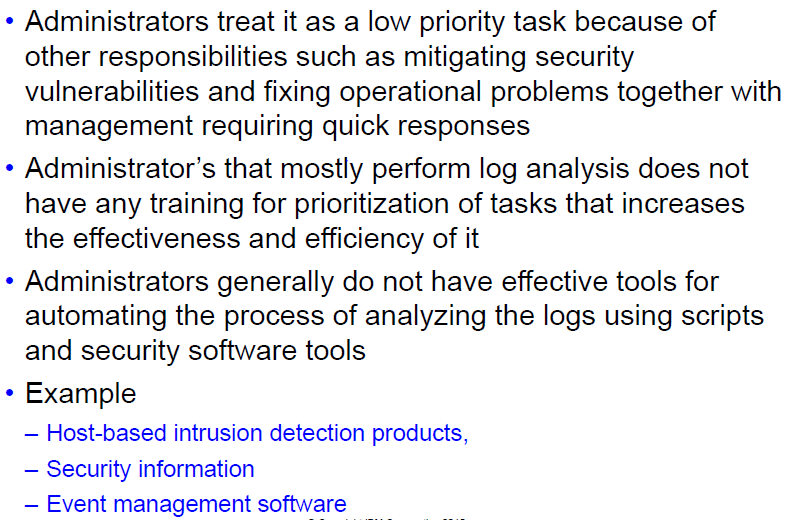 • Administrators treat it as a low priority task because of
other responsibilities such as mitigating security
vulnerabilities and fixing operational problems together with
management requiring quick responses
• Administrator’s that mostly perform log analysis does not
have any training for prioritization of tasks that increases
the effectiveness and efficiency of it
• Administrators generally do not have effective tools for
automating the process of analyzing the logs using scripts
and security software tools
• Example
– Host-based intrusion detection products,
– Security information
– Event management software